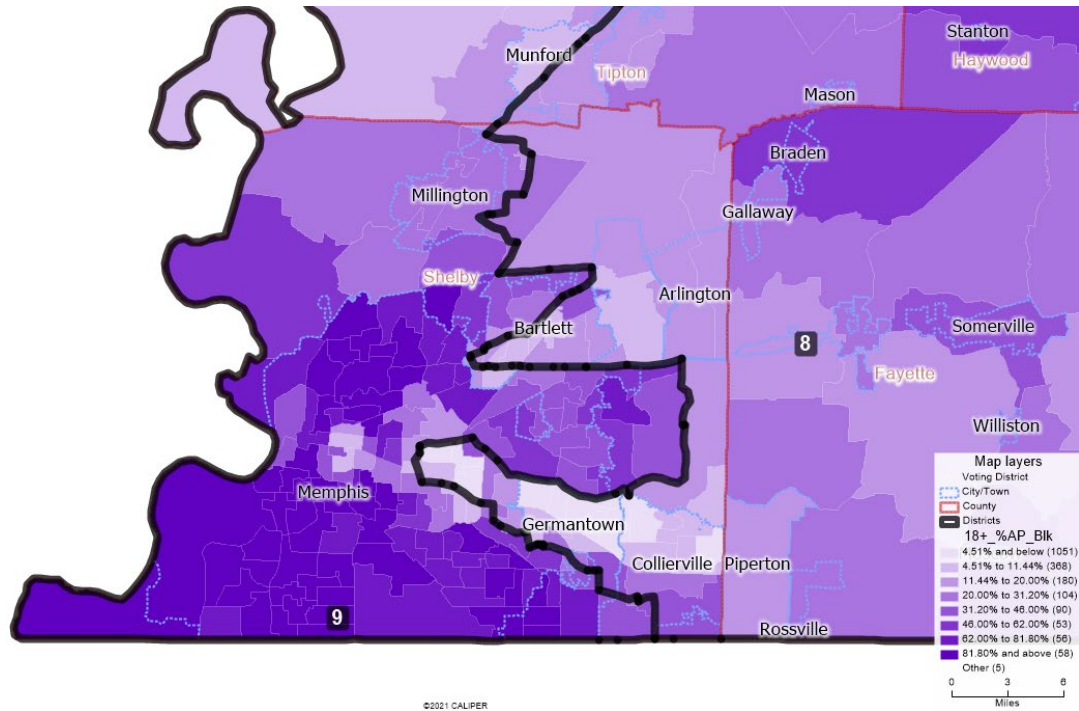 Stanton
Munford
Haywood
Tipton
Mason
Braden
Millington
Gallaway
Shelby
Arlington
Bartlett
Somerville
8
Fayette
Williston
Memphis
Germantown
Collierville
Piperton
9
Rossville
Map layers
Voting District
City/Town
County
Districts
18+_%AP_Blk
4.51% and below (1051)
4.51% to 11.44% (368)
11.44% to 20.00% (180)
20.00% to 31.20% (104)
31.20% to 46.00% (90)
46.00% to 62.00% (53)
62.00% to 81.80% (56)
81.80% and above (58)
Other (5)
0 3 6
Miles
©2021 CALIPER